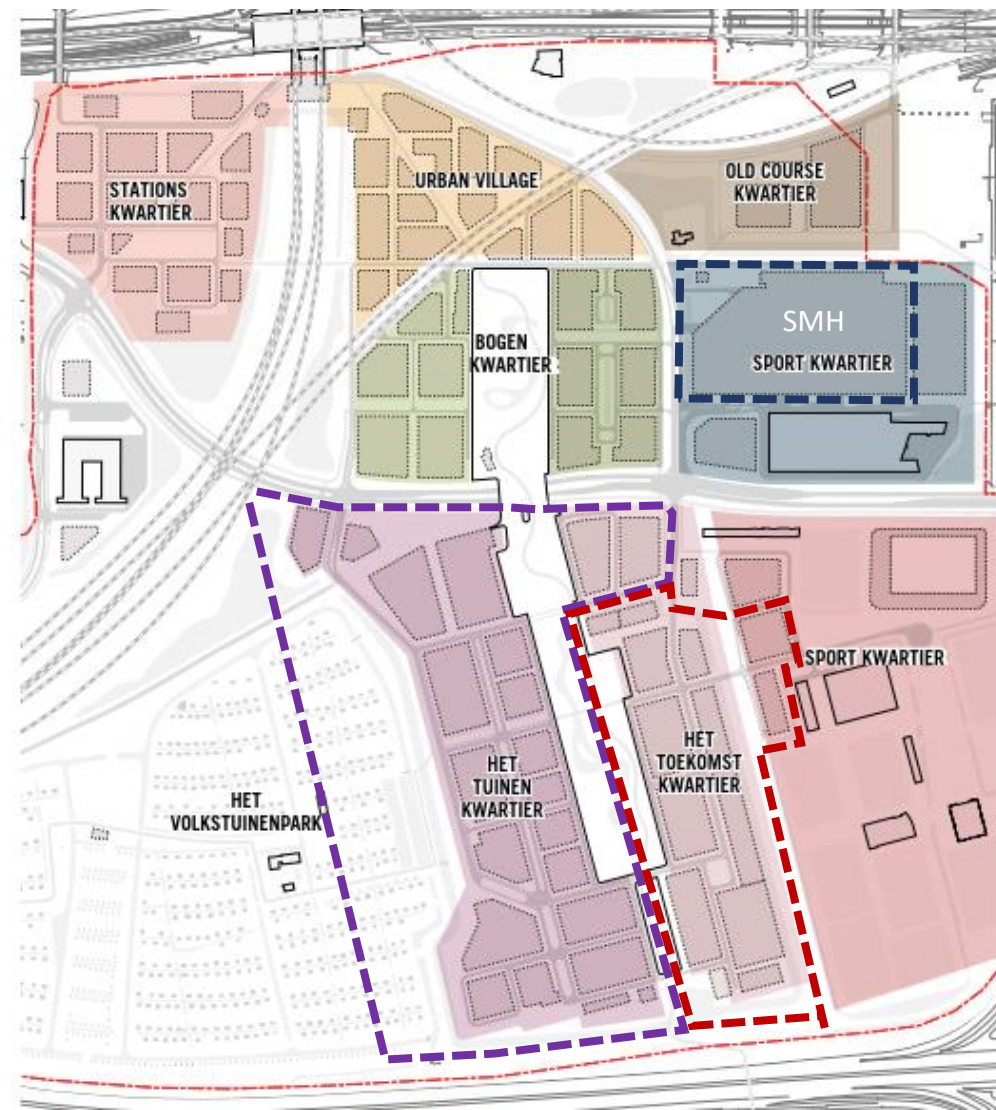 STATIONS
KWARTIER
URBAN VILLAGE
OLD COURSE
KWARTIER
BOGEN
KWARTIER
SMH
SPORT KWARTIER
SPORT KWARTIER
HET
TOEKOMST
KWARTIER
HET
TUINEN
KWARTIER
HET
VOLKSTUINENPARK